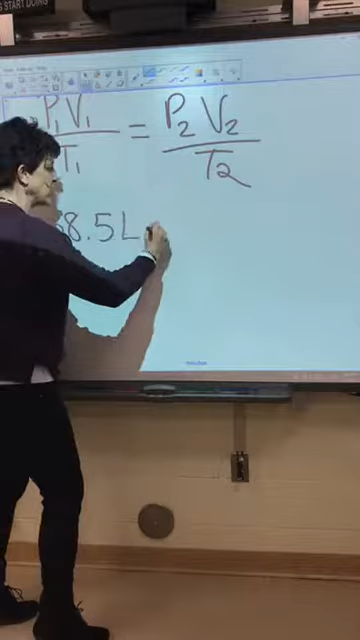 P₁V₁/T₁ = P₂V₂/T₂
8.5L